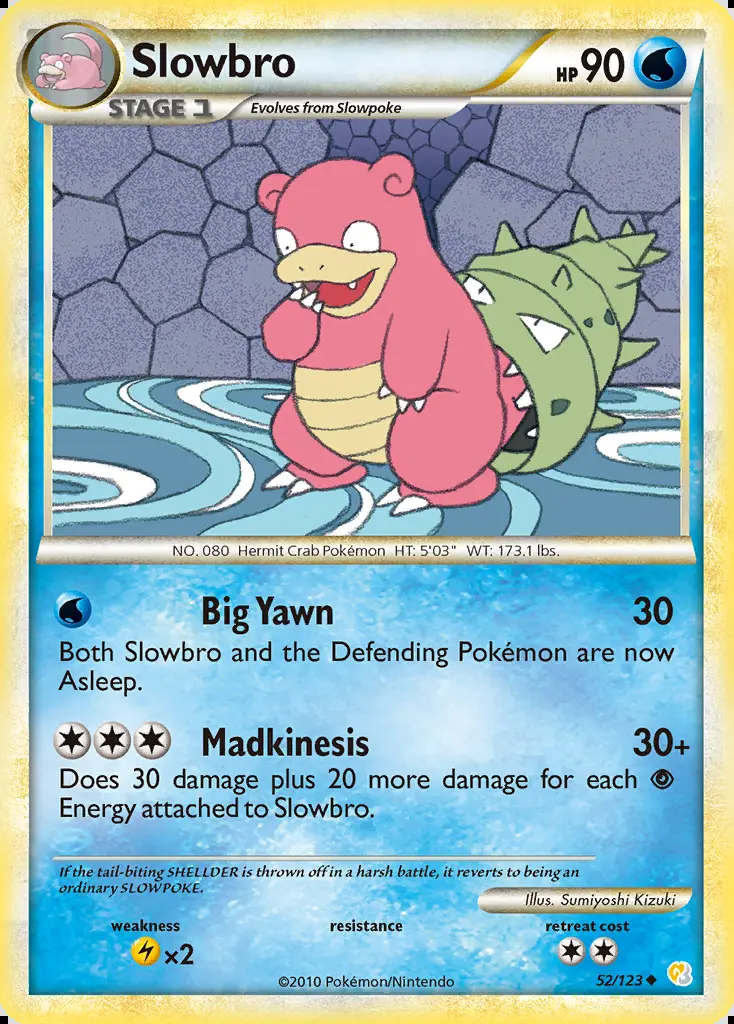 Slowbro
HP 90
STAGE 1
Evolves from Slowpoke
NO. 080 Hermit Crab Pokémon HT: 5'03" WT: 173.1 lbs.
Big Yawn 30
Both Slowbro and the Defending Pokémon are now
Asleep.
Madkinesis 30+
Does 30 damage plus 20 more damage for each
Energy attached to Slowbro.
If the tail-biting SHELLDER is thrown off in a harsh battle, it reverts to being an
ordinary SLOWPOKE.
Illus. Sumiyoshi Kizuki
weakness resistance retreat cost
×2
©2010 Pokémon/Nintendo
52/123